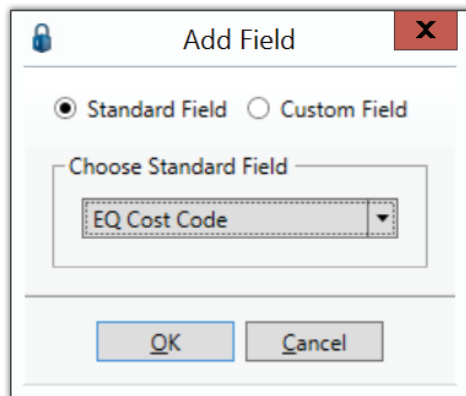 Add Field
X
Standard Field Custom Field
Choose Standard Field
EQ Cost Code
OK Cancel